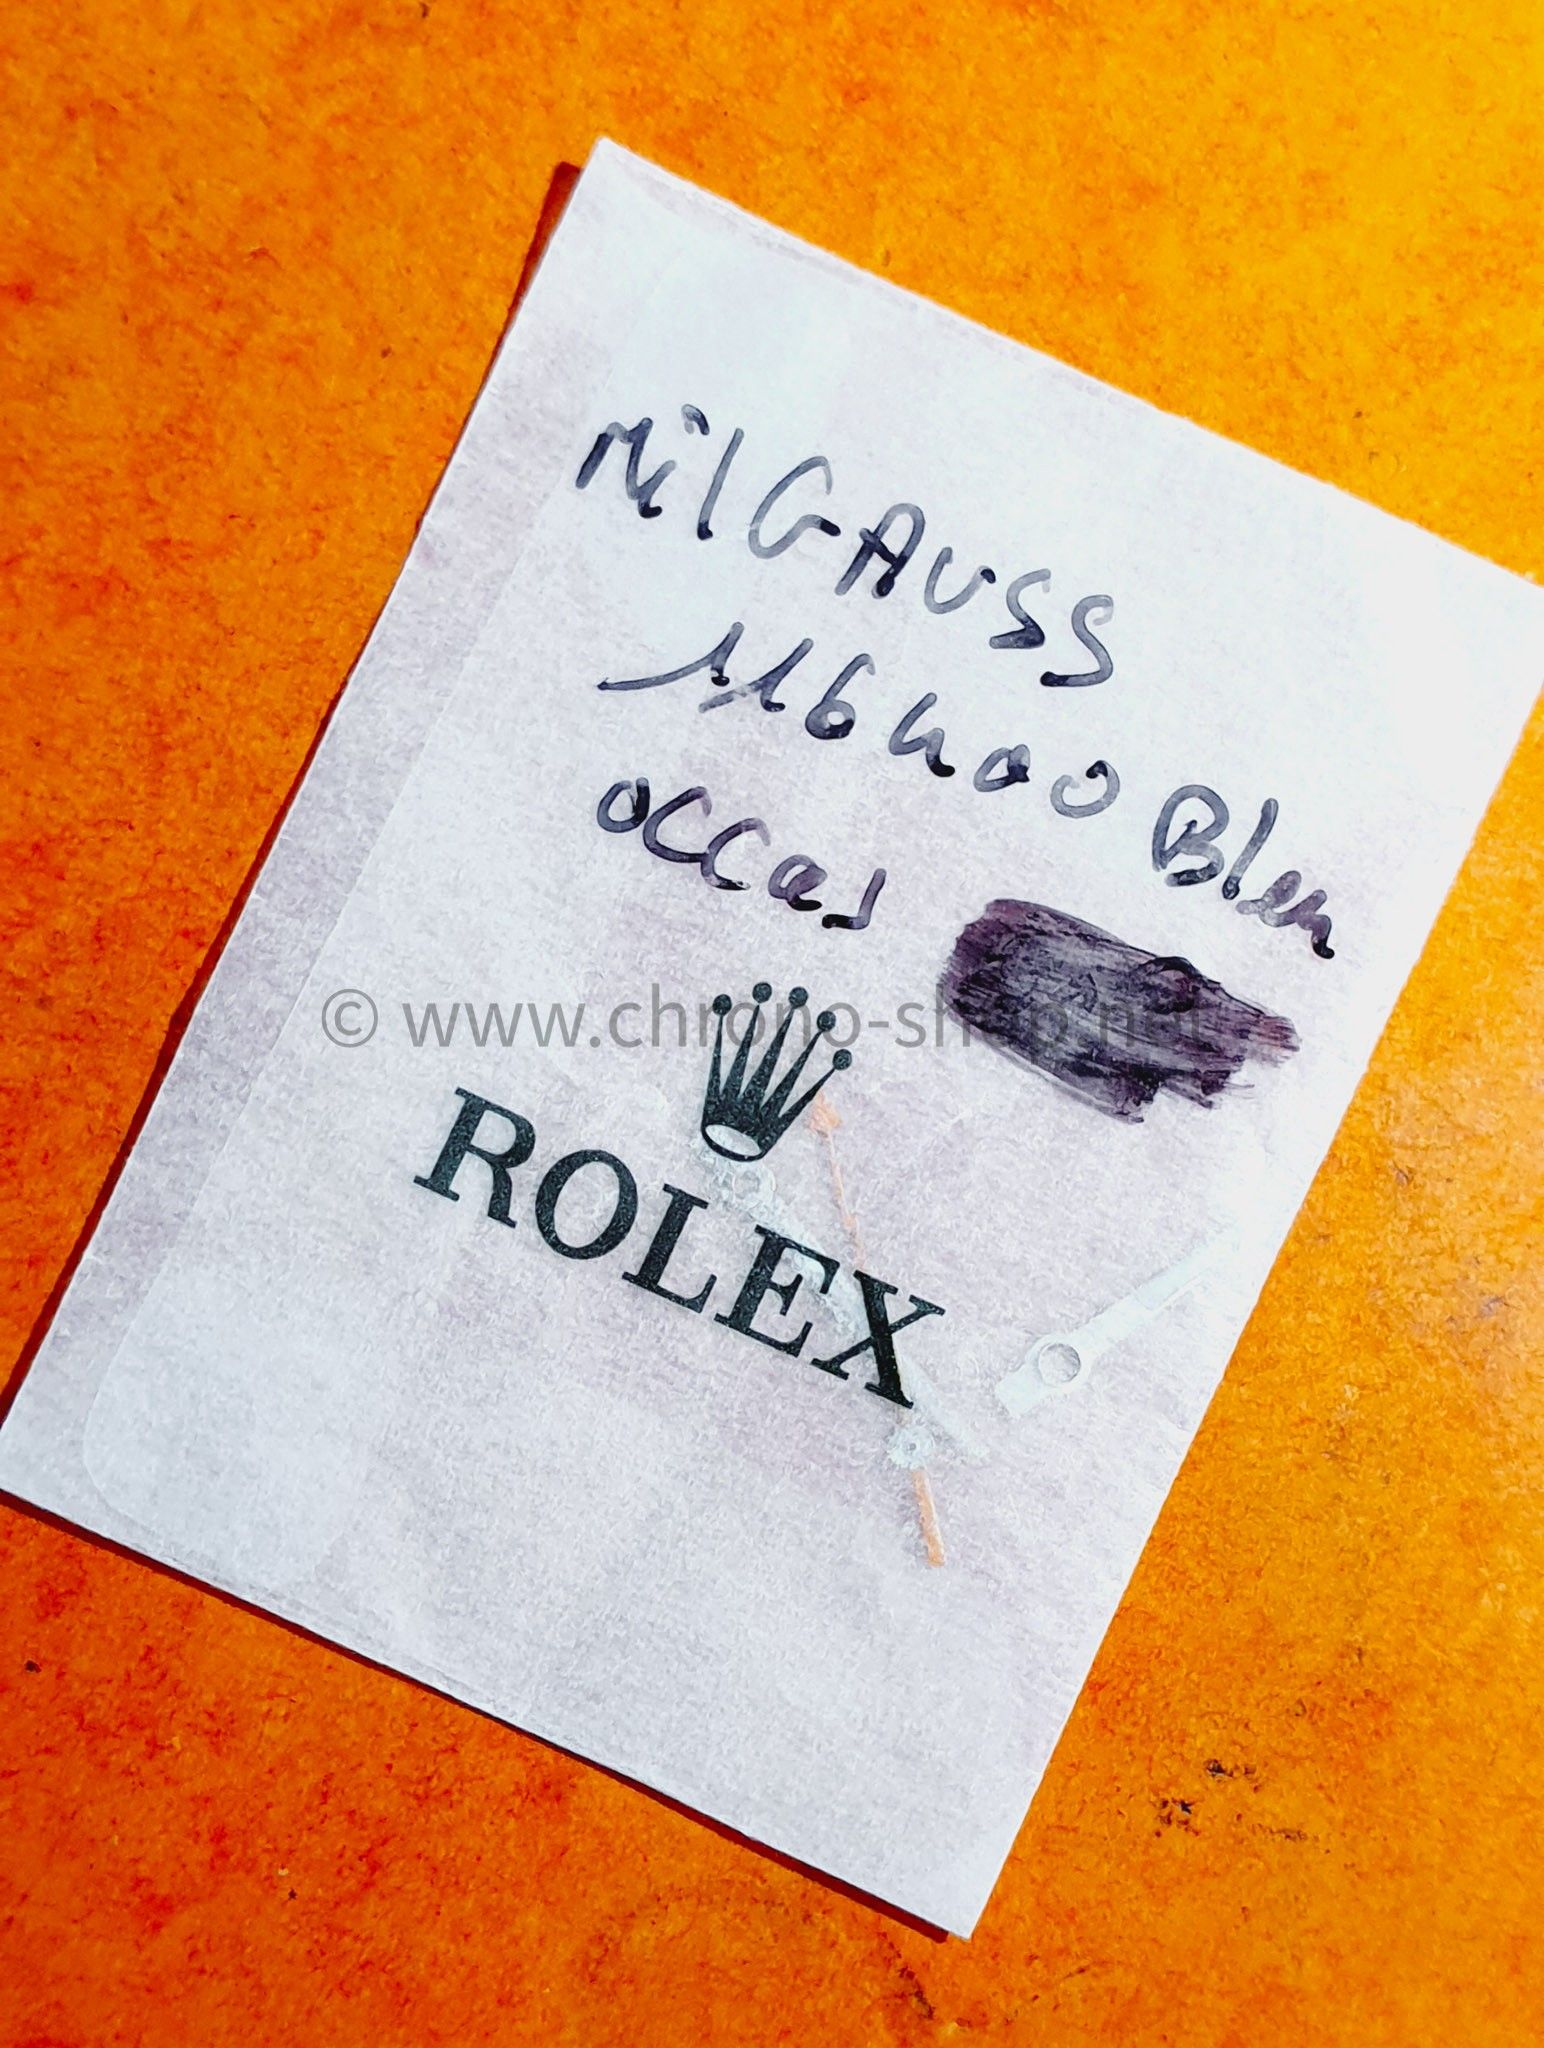 MilGAUSS
116400 Bleu
occas
© www.chrono-shop.net
ROLEX